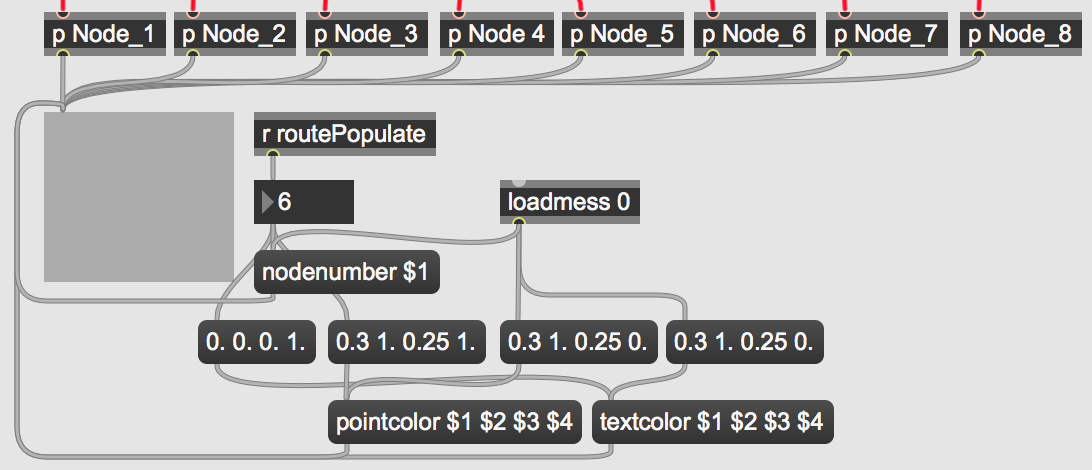 p Node_1 p Node_2 p Node_3 p Node 4 p Node_5 p Node_6 p Node_7 p Node_8
r routePopulate
6 loadmess 0
nodenumber $1
0. 0. 0. 1. 0.3 1. 0.25 1. 0.3 1. 0.25 0. 0.3 1. 0.25 0.
pointcolor $1 $2 $3 $4 textcolor $1 $2 $3 $4